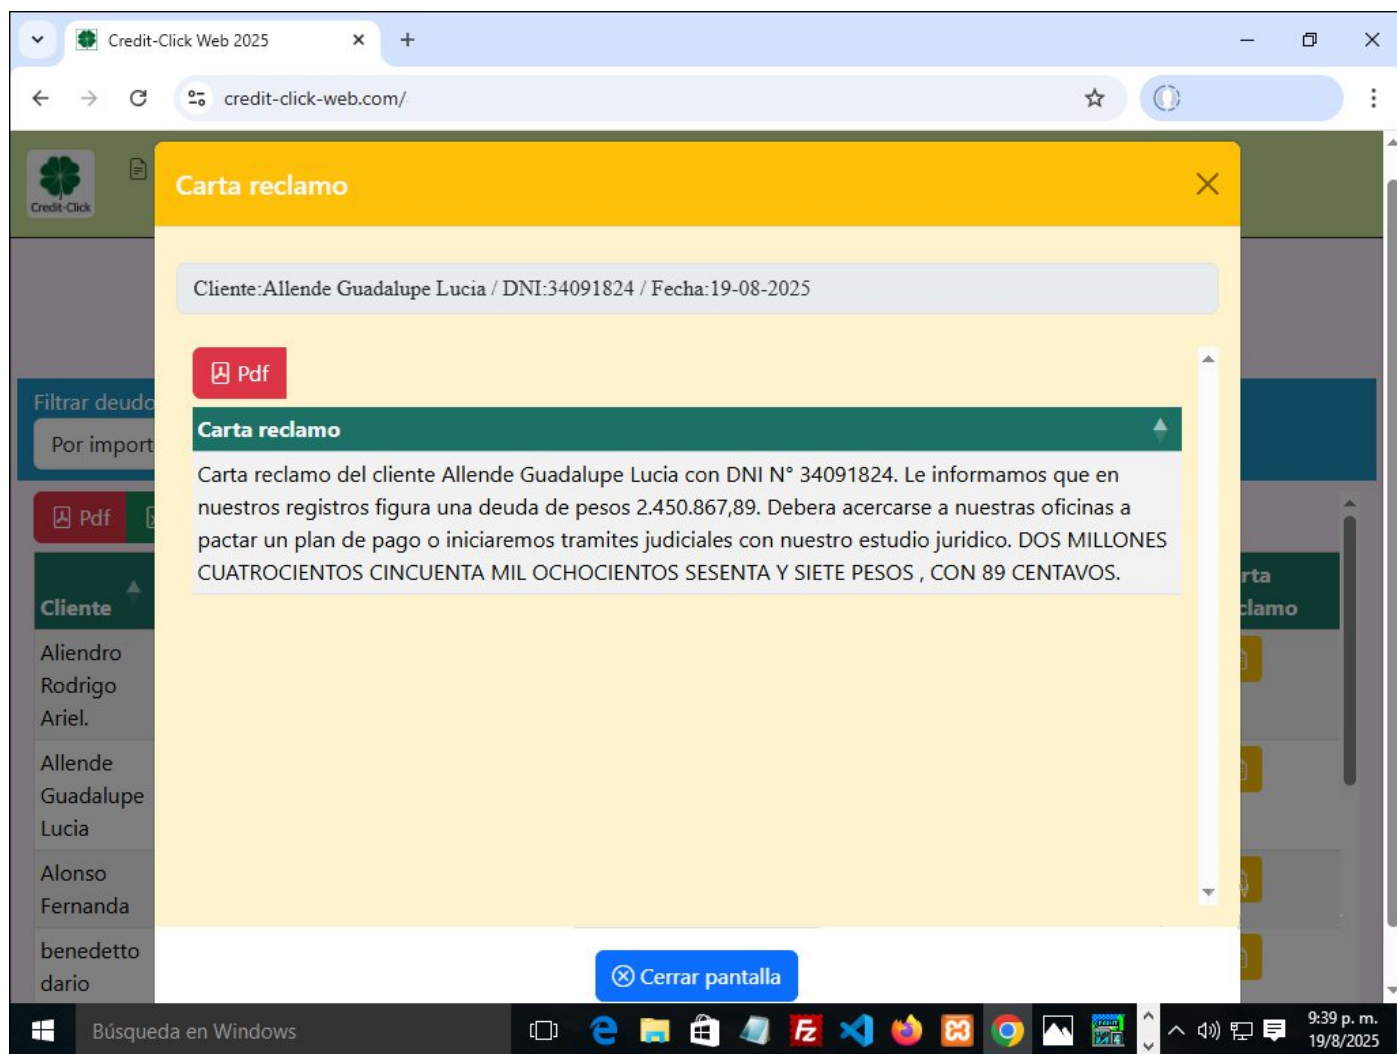 Credit-Click Web 2025
credit-click-web.com/
Credit-Click
Carta reclamo
Cliente:Allende Guadalupe Lucia / DNI:34091824 / Fecha:19-08-2025
Filtrar deudo
Por import
Pdf
Pdf
Carta reclamo
Carta reclamo del cliente Allende Guadalupe Lucia con DNI N° 34091824. Le informamos que en
nuestros registros figura una deuda de pesos 2.450.867,89. Debera acercarse a nuestras oficinas a
pactar un plan de pago o iniciaremos tramites judiciales con nuestro estudio juridico. DOS MILLONES
CUATROCIENTOS CINCUENTA MIL OCHOCIENTOS SESENTA Y SIETE PESOS , CON 89 CENTAVOS.
Cliente
rta
clamo
Aliendro
Rodrigo
Ariel.
Allende
Guadalupe
Lucia
Alonso
Fernanda
benedetto
dario
Cerrar pantalla
Búsqueda en Windows
9:39 p. m.
19/8/2025